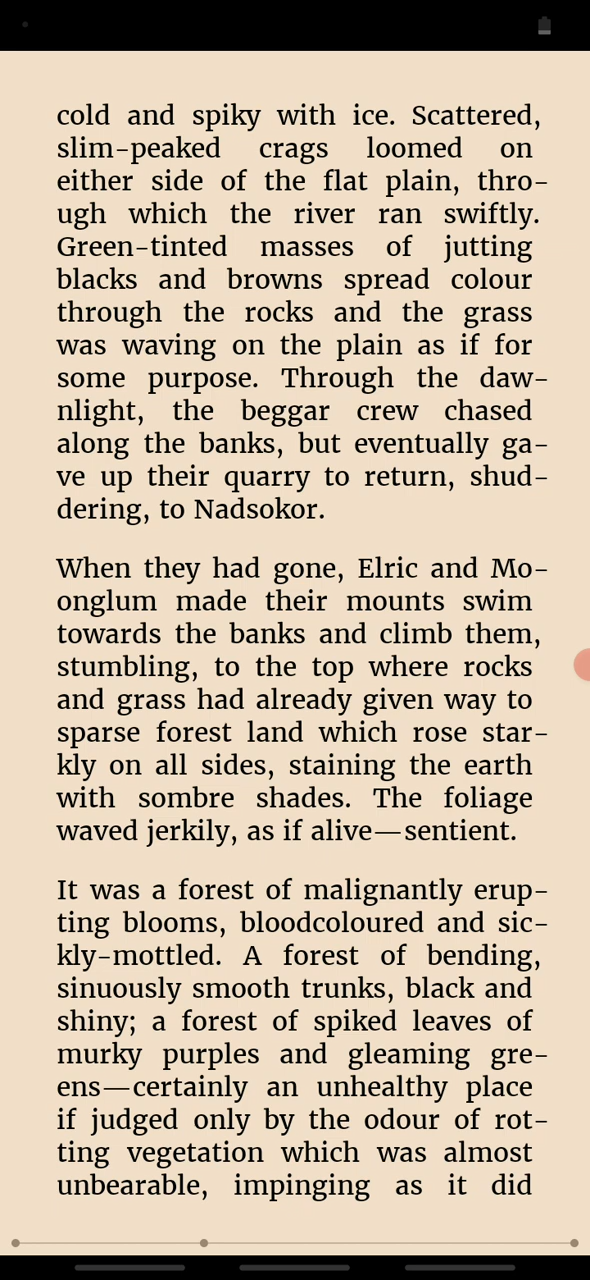 cold and spiky with ice. Scattered,
slim-peaked crags loomed on
either side of the flat plain, thro-
ugh which the river ran swiftly.
Green-tinted masses of jutting
blacks and browns spread colour
through the rocks and the grass
was waving on the plain as if for
some purpose. Through the daw-
nlight, the beggar crew chased
along the banks, but eventually ga-
ve up their quarry to return, shud-
dering, to Nadsokor.
When they had gone, Elric and Mo-
onglum made their mounts swim
towards the banks and climb them,
stumbling, to the top where rocks
and grass had already given way to
sparse forest land which rose star-
kly on all sides, staining the earth
with sombre shades. The foliage
waved jerkily, as if alive—sentient.
It was a forest of malignantly erup-
ting blooms, bloodcoloured and sic-
kly-mottled. A forest of bending,
sinuously smooth trunks, black and
shiny; a forest of spiked leaves of
murky purples and gleaming gre-
ens—certainly an unhealthy place
if judged only by the odour of rot-
ting vegetation which was almost
unbearable, impinging as it did